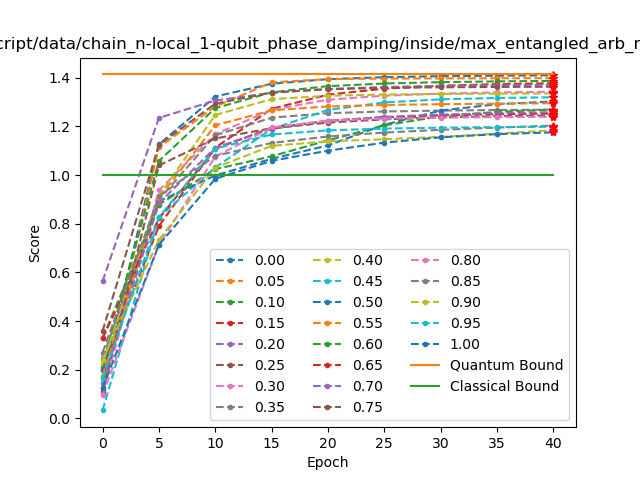 cript/data/chain_n-local_1-qubit_phase_damping/inside/max_entangled_arb_r
Score
1.4
1.2
1.0
0.8
0.6
0.4
0.2
0.0
0.00 0.40 0.80
0.05 0.45 0.85
0.10 0.50 0.90
0.15 0.55 0.95
0.20 0.60 1.00
0.25 0.65 Quantum Bound
0.30 0.70 Classical Bound
0.35 0.75
0 5 10 15 20 25 30 35 40
Epoch